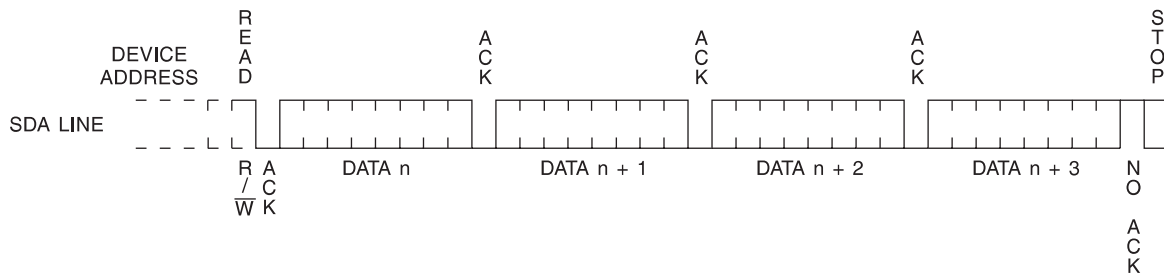 READ
ACK
ACK
ACK
STOP
DEVICE
ADDRESS
SDA LINE
R/W
ACK
DATA n
DATA n + 1
DATA n + 2
DATA n + 3
NO ACK